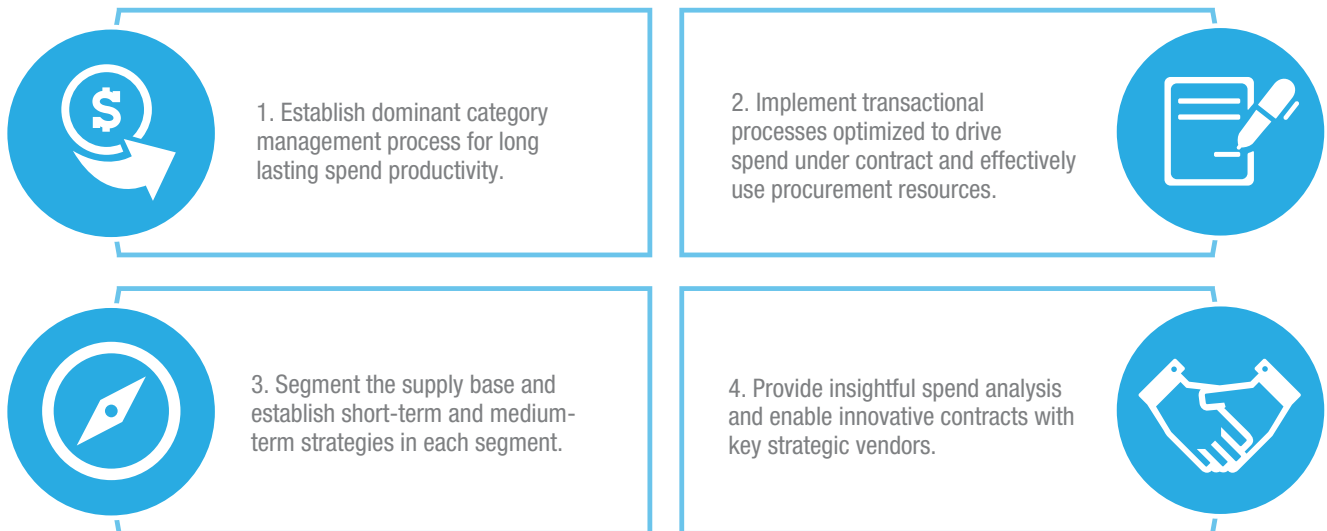 $
1. Establish dominant category
management process for long
lasting spend productivity.
2. Implement transactional
processes optimized to drive
spend under contract and effectively
use procurement resources.
3. Segment the supply base and
establish short-term and medium-
term strategies in each segment.
4. Provide insightful spend analysis
and enable innovative contracts with
key strategic vendors.